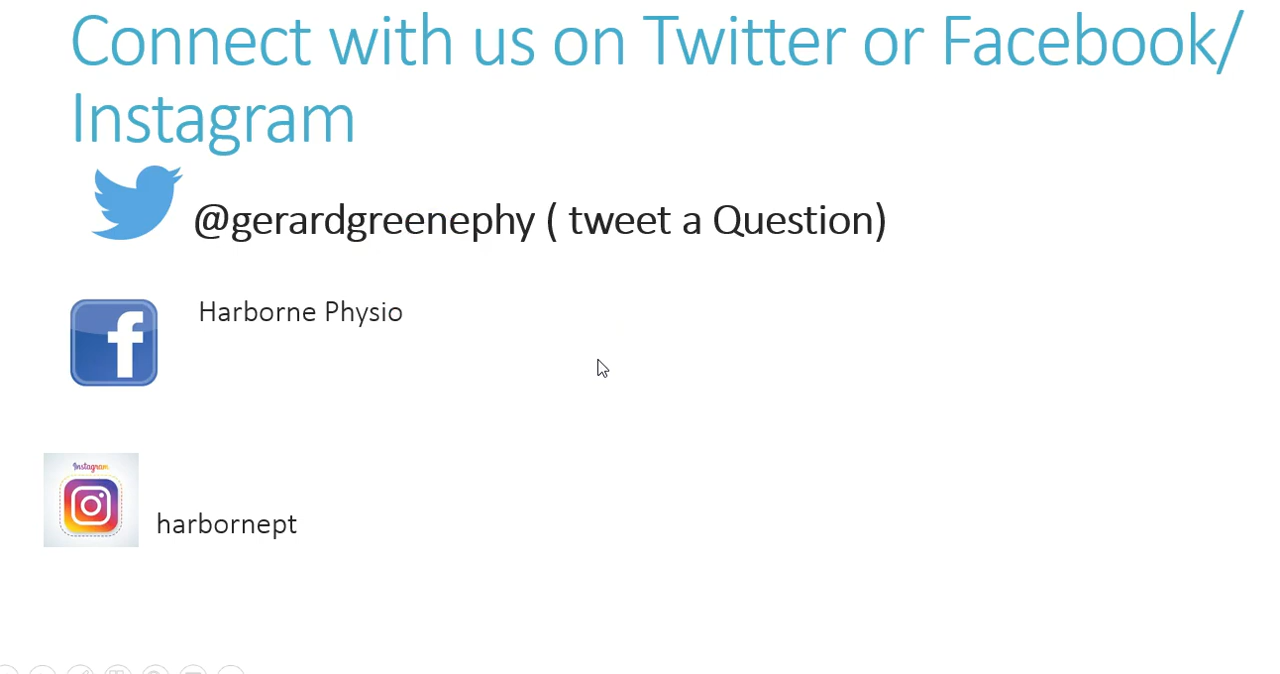 Connect with us on Twitter or Facebook/
Instagram
@gerardgreenephy ( tweet a Question)
Harborne Physio
Instagram
harbornept